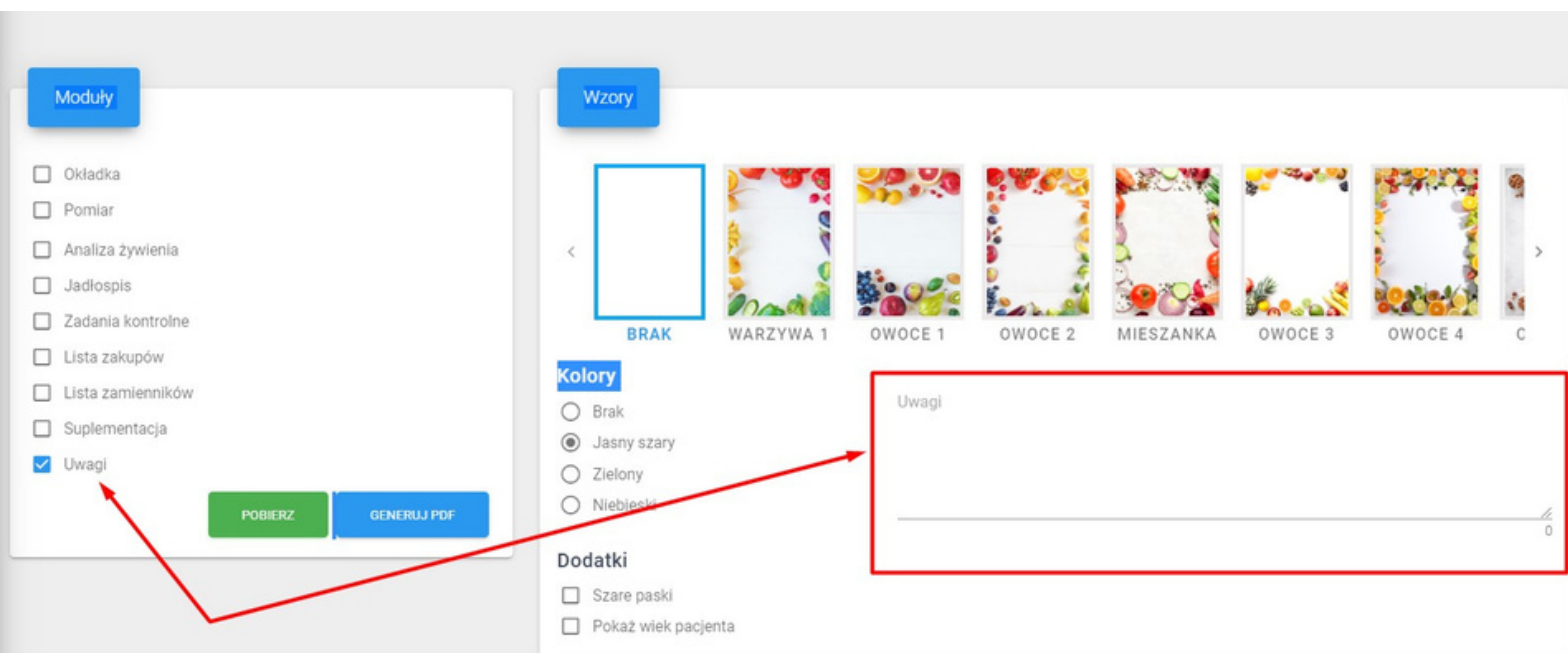 Moduły
Okładka
Pomiar
Analiza żywienia
Jadłospis
Zadania kontrolne
Lista zakupów
Lista zamienników
Suplementacja
Uwagi
POBIERZ
GENERUJ PDF
Wzory
BRAK
WARZYWA 1
OWOCE 1
OWOCE 2
MIESZANKA
OWOCE 3
OWOCE 4
Kolory
Brak
Jasny szary
Zielony
Niebieski
Uwagi
0
Dodatki
Szare paski
Pokaż wiek pacjenta